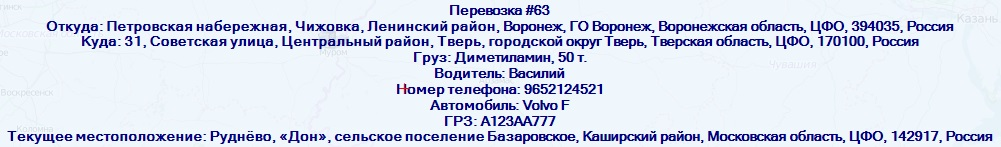 Перевозка #63
Откуда: Петровская набережная, Чижовка, Ленинский район, Воронеж, ГО Воронеж, Воронежская область, ЦФО, 394035, Россия
Куда: 31, Советская улица, Центральный район, Тверь, городской округ Тверь, Тверская область, ЦФО, 170100, Россия
Груз: Диметиламин, 50 т.
Водитель: Василий
Номер телефона: 9652124521
Автомобиль: Volvo F
ГРЗ: А123АА777
Текущее местоположение: Руднёво, «Дон», сельское поселение Базаровское, Каширский район, Московская область, ЦФО, 142917, Россия